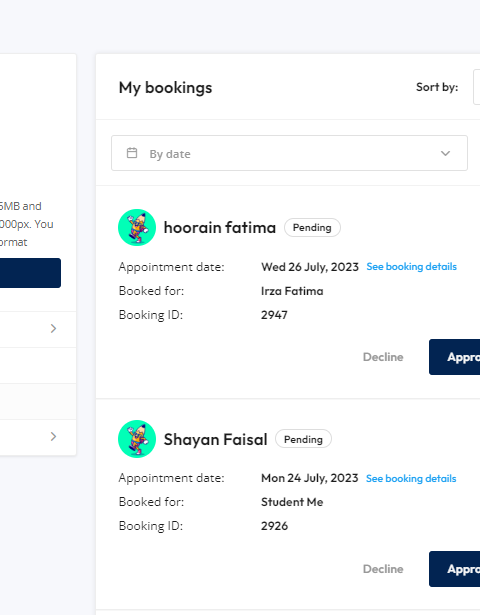 5MB and
000px. You
ormat
My bookings
Sort by:
By date
hoorain fatima
Pending
Appointment date: Wed 26 July, 2023 See booking details
Booked for: Irza Fatima
Booking ID: 2947
Decline
Appro
Shayan Faisal
Pending
Appointment date: Mon 24 July, 2023 See booking details
Booked for: Student Me
Booking ID: 2926
Decline
Appro